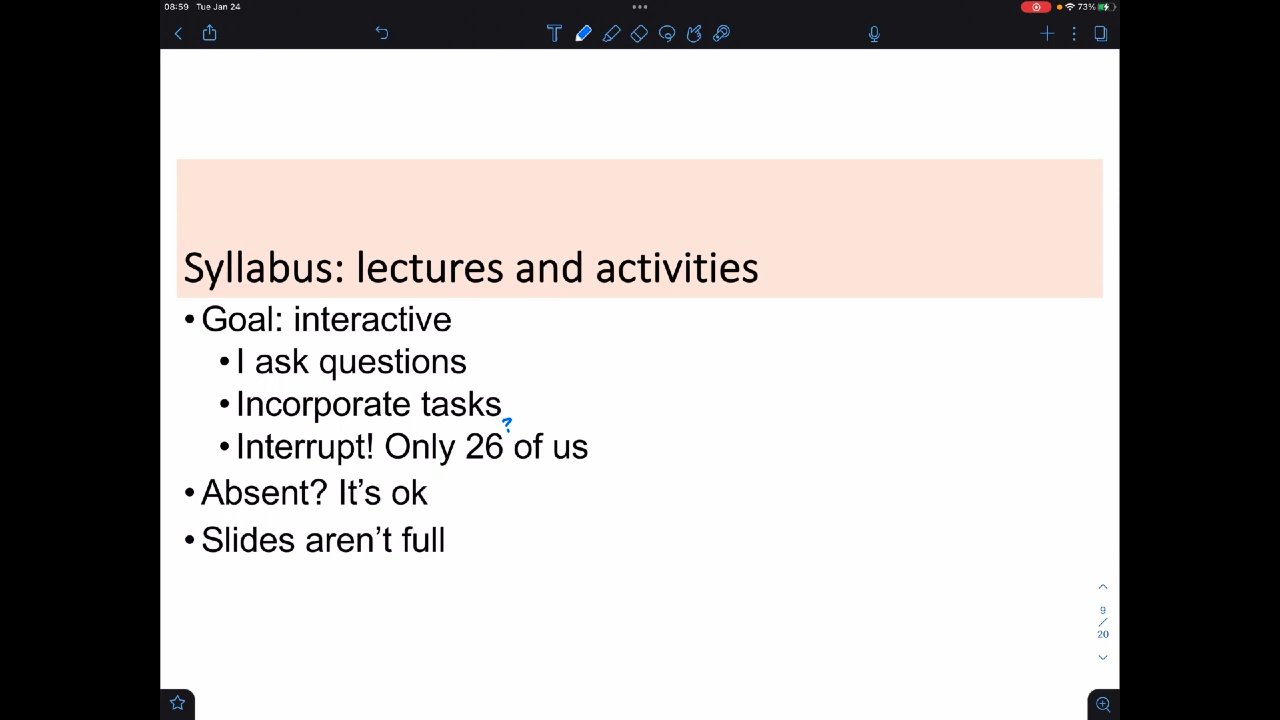 08:59 Tue Jan 24
73%
Syllabus: lectures and activities
• Goal: interactive
• I ask questions
• Incorporate tasks
?
• Interrupt! Only 26 of us
• Absent? It’s ok
• Slides aren’t full
9
/
20